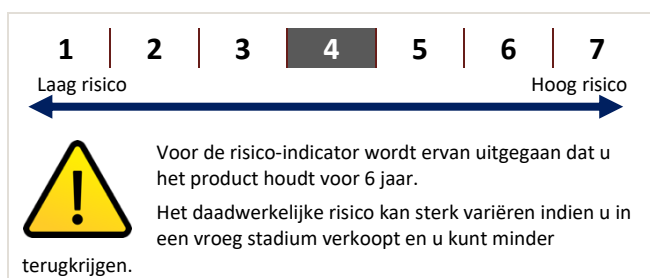 1 2 3 4 5 6 7
Laag risico Hoog risico
Voor de risico-indicator wordt ervan uitgegaan dat u
het product houdt voor 6 jaar.
Het daadwerkelijke risico kan sterk variëren indien u in
een vroeg stadium verkoopt en u kunt minder
terugkrijgen.